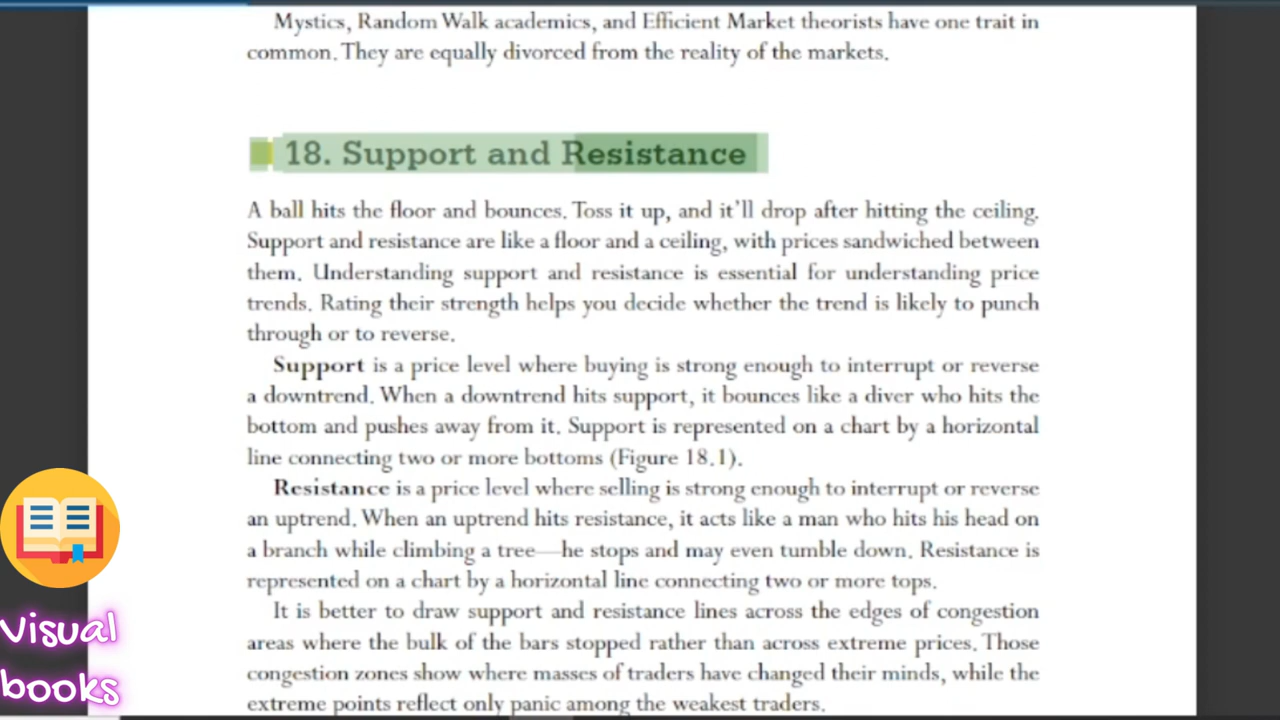 Mystics, Random Walk academics, and Efficient Market theorists have one trait in
common. They are equally divorced from the reality of the markets.
18. Support and Resistance
A ball hits the floor and bounces. Toss it up, and it'll drop after hitting the ceiling.
Support and resistance are like a floor and a ceiling, with prices sandwiched between
them. Understanding support and resistance is essential for understanding price
trends. Rating their strength helps you decide whether the trend is likely to punch
through or to reverse.
Support is a price level where buying is strong enough to interrupt or reverse
a downtrend. When a downtrend hits support, it bounces like a diver who hits the
bottom and pushes away from it. Support is represented on a chart by a horizontal
line connecting two or more bottoms (Figure 18.1).
Resistance is a price level where selling is strong enough to interrupt or reverse
an uptrend. When an uptrend hits resistance, it acts like a man who hits his head on
a branch while climbing a tree—he stops and may even tumble down. Resistance is
represented on a chart by a horizontal line connecting two or more tops.
It is better to draw support and resistance lines across the edges of congestion
areas where the bulk of the bars stopped rather than across extreme prices. Those
congestion zones show where masses of traders have changed their minds, while the
extreme points reflect only panic among the weakest traders.
Visual
books